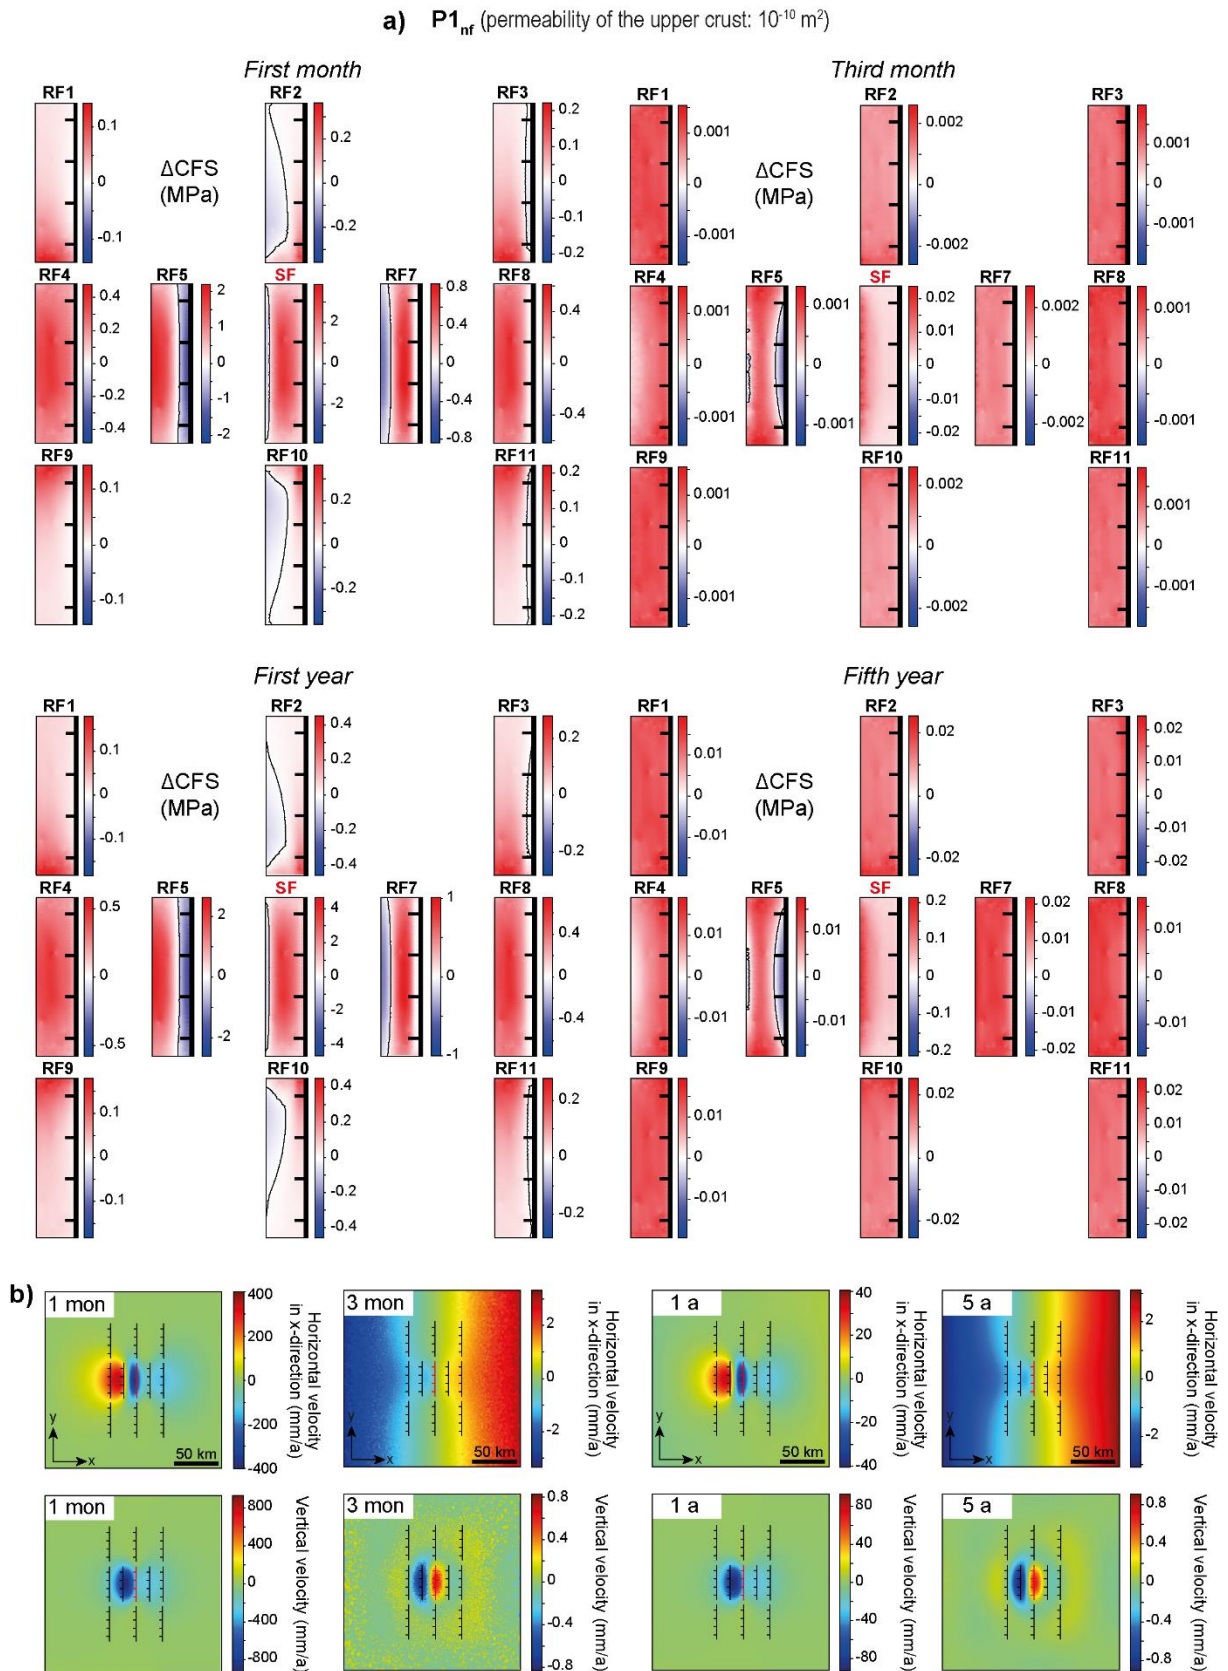 a) P1nf (permeability of the upper crust: 10-10 m2)
First month
Third month
RF1 RF2 RF3 RF1 RF2 RF3
0.1 0 -0.1
ΔCFS
(MPa)
0.2 0 -0.2
0.2 0.1 0 -0.1 -0.2
0.001 0 -0.001
ΔCFS
(MPa)
0.002 0 -0.002
0.001 0 -0.001
RF4 RF5 SF RF7 RF8 RF4 RF5 SF RF7 RF8
0.4 0.2 0 -0.2 -0.4
2 1 0 -1 -2
2 0 -2
0.8 0.4 0 -0.4 -0.8
0.4 0 -0.4
0.001 0 -0.001
0.001 0 -0.001
0.02 0.01 0 -0.01 -0.02
0.002 0 -0.002
0.001 0 -0.001
RF9 RF10 RF11 RF9 RF10 RF11
0.1 0 -0.1
0.2 0 -0.2
0.2 0.1 0 -0.1 -0.2
0.001 0 -0.001
0.002 0 -0.002
0.001 0 -0.001
First year
Fifth year
RF1 RF2 RF3 RF1 RF2 RF3
0.1 0 -0.1
ΔCFS
(MPa)
0.4 0.2 0 -0.2 -0.4
0.2 0 -0.2
0.01 0 -0.01
ΔCFS
(MPa)
0.02 0 -0.02
0.02 0.01 0 -0.01 -0.02
RF4 RF5 SF RF7 RF8 RF4 RF5 SF RF7 RF8
0.5 0 -0.5
2 0 -2
4 2 0 -2 -4
1 0 -1
0.4 0 -0.4
0.01 0 -0.01
0.01 0 -0.01
0.2 0.1 0 -0.1 -0.2
0.02 0.01 0 -0.01 -0.02
0.01 0 -0.01
RF9 RF10 RF11 RF9 RF10 RF11
0.1 0 -0.1
0.4 0.2 0 -0.2 -0.4
0.2 0 -0.2
0.01 0 -0.01
0.02 0 -0.02
0.02 0.01 0 -0.01 -0.02
b)
1 mon
y
x
50 km
400 200 0 -200 -400
Horizontal velocity
in x-direction (mm/a)
3 mon
y
x
50 km
2 0 -2
Horizontal velocity
in x-direction (mm/a)
1 a
y
x
50 km
40 20 0 -20 -40
Horizontal velocity
in x-direction (mm/a)
5 a
y
x
50 km
2 0 -2
Horizontal velocity
in x-direction (mm/a)
1 mon
800 400 0 -400 -800
Vertical velocity (mm/a)
3 mon
0.8 0.4 0 -0.4 -0.8
Vertical velocity (mm/a)
1 a
80 40 0 -40 -80
Vertical velocity (mm/a)
5 a
0.8 0.4 0 -0.4 -0.8
Vertical velocity (mm/a)